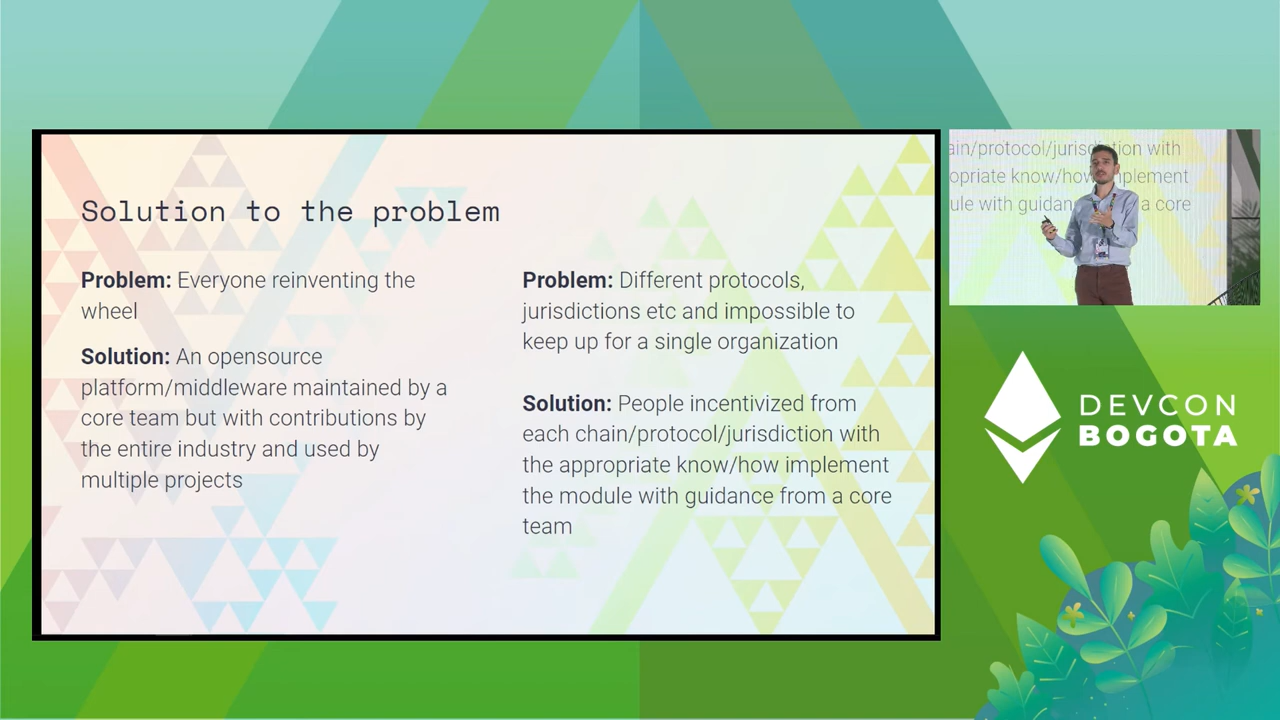 Solution to the problem
Problem: Everyone reinventing the
wheel
Solution: An opensource
platform/middleware maintained by a
core team but with contributions by
the entire industry and used by
multiple projects
Problem: Different protocols,
jurisdictions etc and impossible to
keep up for a single organization
Solution: People incentivized from
each chain/protocol/jurisdiction with
the appropriate know/how implement
the module with guidance from a core
team
ain/protocol/jurisdiction with
opriate know/how implement
ule with guidan a core
DEVCON
BOGOTA